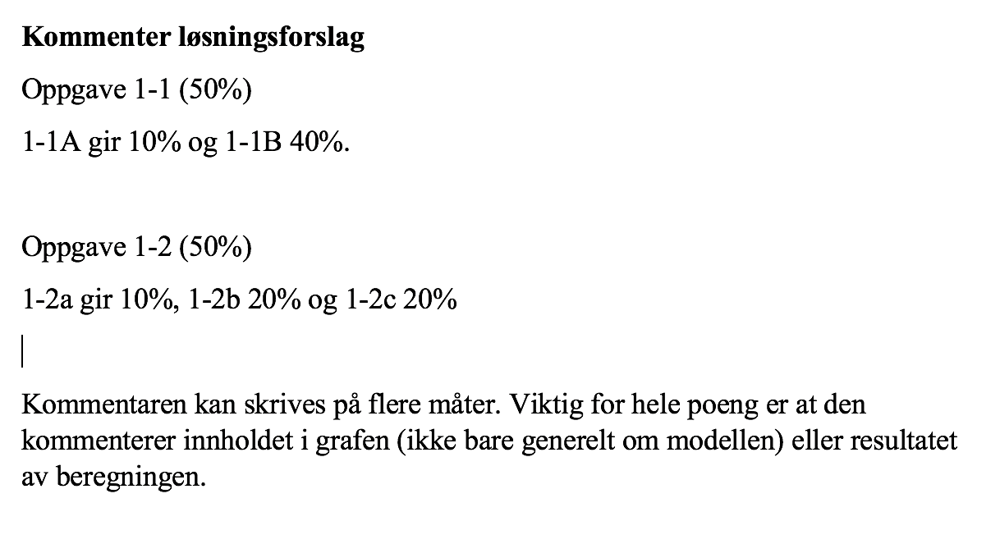 Kommenter løsningsforslag
Oppgave 1-1 (50%)
1-1A gir 10% og 1-1B 40%.
Oppgave 1-2 (50%)
1-2a gir 10%, 1-2b 20% og 1-2c 20%
Kommentaren kan skrives på flere måter. Viktig for hele poeng er at den
kommenterer innholdet i grafen (ikke bare generelt om modellen) eller resultatet
av beregningen.